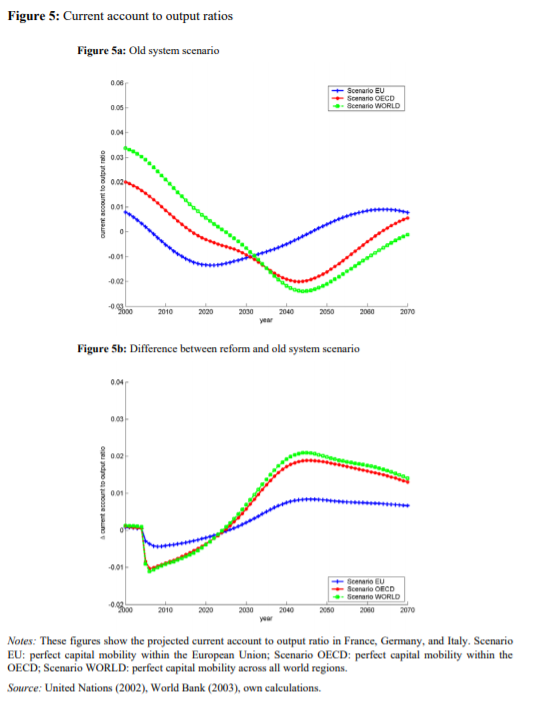 Figure 5: Current account to output ratios
Figure 5a: Old system scenario
0.06
0.05
0.04
0.03
0.02
0.01
0
-0.01
-0.02
-0.03
current account to output ratio
Scenario EU
Scenario OECD
Scenario WORLD
2000 2010 2020 2030 2040 2050 2060 2070
year
Figure 5b: Difference between reform and old system scenario
0.04
0.03
0.02
0.01
0
-0.01
-0.02
Δ current account to output ratio
Scenario EU
Scenario OECD
Scenario WORLD
2000 2010 2020 2030 2040 2050 2060 2070
year
Notes: These figures show the projected current account to output ratio in France, Germany, and Italy. Scenario
EU: perfect capital mobility within the European Union; Scenario OECD: perfect capital mobility within the
OECD; Scenario WORLD: perfect capital mobility across all world regions.
Source: United Nations (2002), World Bank (2003), own calculations.